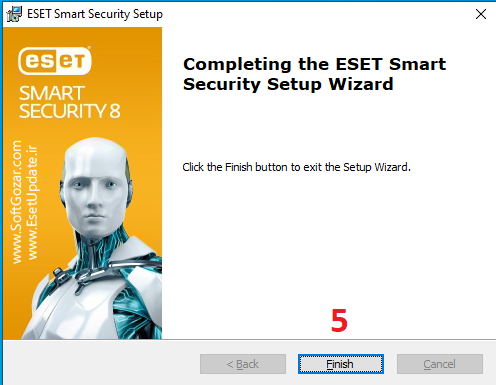 ESET Smart Security Setup
eset
SMART
SECURITY 8
www.SoftGozar.com
www.EsetUpdate.ir
Completing the ESET Smart
Security Setup Wizard
Click the Finish button to exit the Setup Wizard.
5
< Back
Finish
Cancel